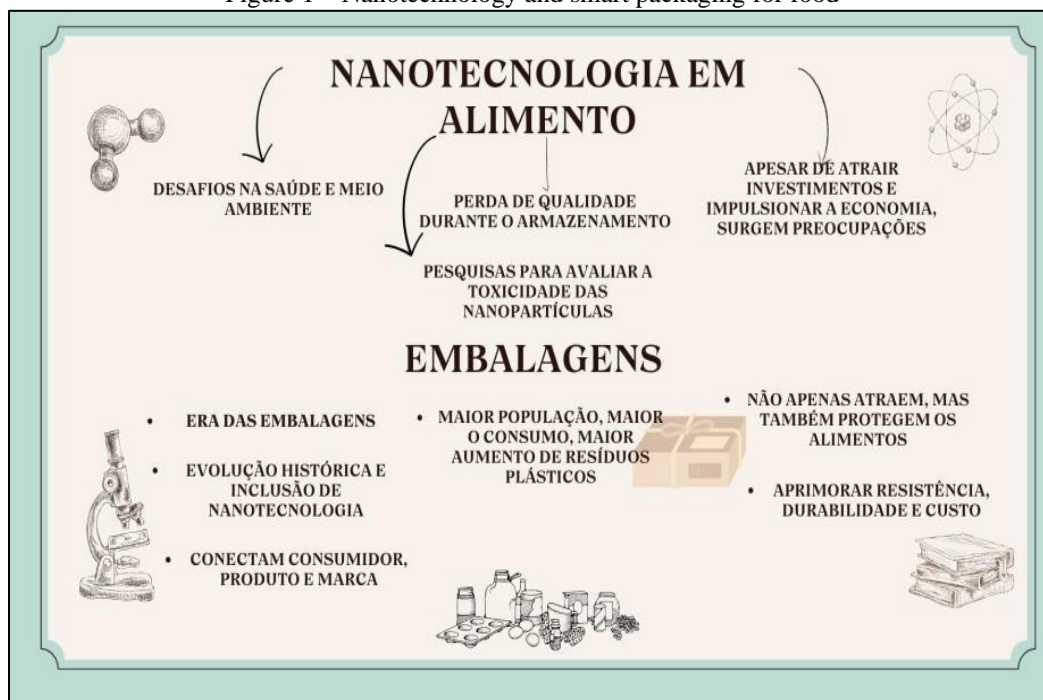 Figure 1 – Nanotechnology and smart packaging for food
NANOTECNOLOGIA EM
ALIMENTO
DESAFIOS NA SAÚDE E MEIO
AMBIENTE
PERDA DE QUALIDADE
DURANTE O ARMAZENAMENTO
APESAR DE ATRAIR
INVESTIMENTOS E
IMPULSIONAR A ECONOMIA,
SURGEM PREOCUPAÇÕES
PESQUISAS PARA AVALIAR A
TOXICIDADE DAS
NANOPARTÍCULAS
EMBALAGENS
• ERA DAS EMBALAGENS
• EVOLUÇÃO HISTÓRICA E
INCLUSÃO DE
NANOTECNOLOGIA
• CONECTAM CONSUMIDOR,
PRODUTO E MARCA
• MAIOR POPULAÇÃO, MAIOR
O CONSUMO, MAIOR
AUMENTO DE RESÍDUOS
PLÁSTICOS
• NÃO APENAS ATRAEM, MAS
TAMBÉM PROTEGEM OS
ALIMENTOS
• APRIMORAR RESISTÊNCIA,
DURABILIDADE E CUSTO